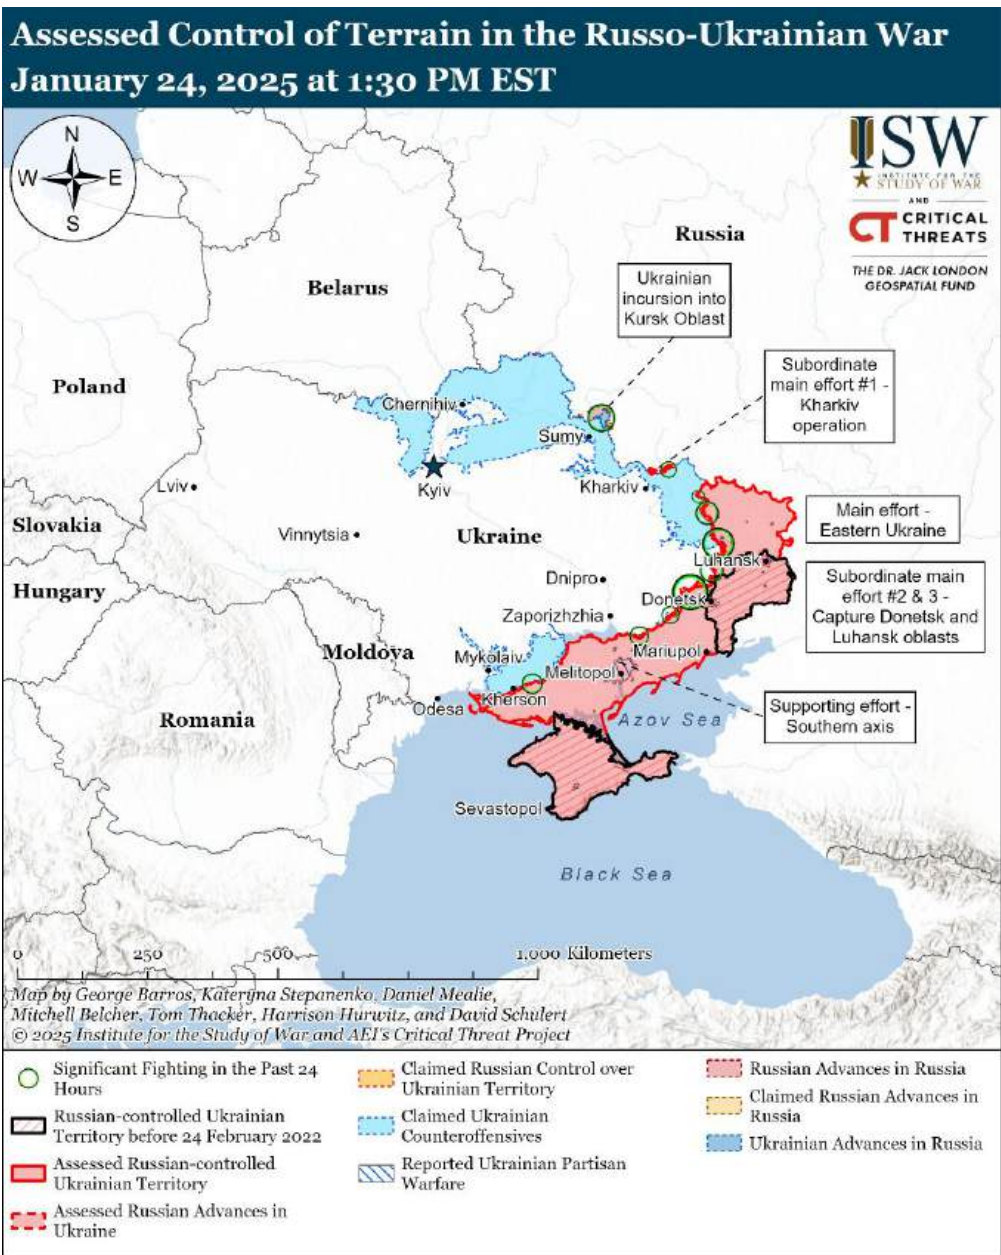 Assessed Control of Terrain in the Russo-Ukrainian War
January 24, 2025 at 1:30 PM EST
N
W
E
S
ISW
INSTITUTE FOR THE
STUDY OF WAR
AND
CT CRITICAL
THREATS
THE DR. JACK LONDON
GEOSPATIAL FUND
Russia
Belarus
Ukrainian
incursion into
Kursk Oblast
Poland
Subordinate
main effort #1 -
Kharkiv
operation
Chernihiv
Sumy
Kyiv
Lviv
Kharkiv
Slovakia
Vinnytsia
Ukraine
Main effort -
Eastern Ukraine
Luhansk
Hungary
Dnipro
Donetsk
Subordinate main
effort #2 & 3 -
Capture Donetsk and
Luhansk oblasts
Zaporizhzhia
Moldova
Mykolaiv
Mariupol
Melitopol
Kherson
Odesa
Romania
Azov Sea
Supporting effort -
Southern axis
Sevastopol
Black Sea
0 250 500 1,000 Kilometers
Map by George Barros, Kateryna Stepanenko, Daniel Mealie,
Mitchell Belcher, Tom Thacker, Harrison Hurwitz, and David Schulert
© 2025 Institute for the Study of War and AEI's Critical Threat Project
Significant Fighting in the Past 24
Hours
Russian-controlled Ukrainian
Territory before 24 February 2022
Assessed Russian-controlled
Ukrainian Territory
Assessed Russian Advances in
Ukraine
Claimed Russian Control over
Ukrainian Territory
Claimed Ukrainian
Counteroffensives
Reported Ukrainian Partisan
Warfare
Russian Advances in Russia
Claimed Russian Advances in
Russia
Ukrainian Advances in Russia